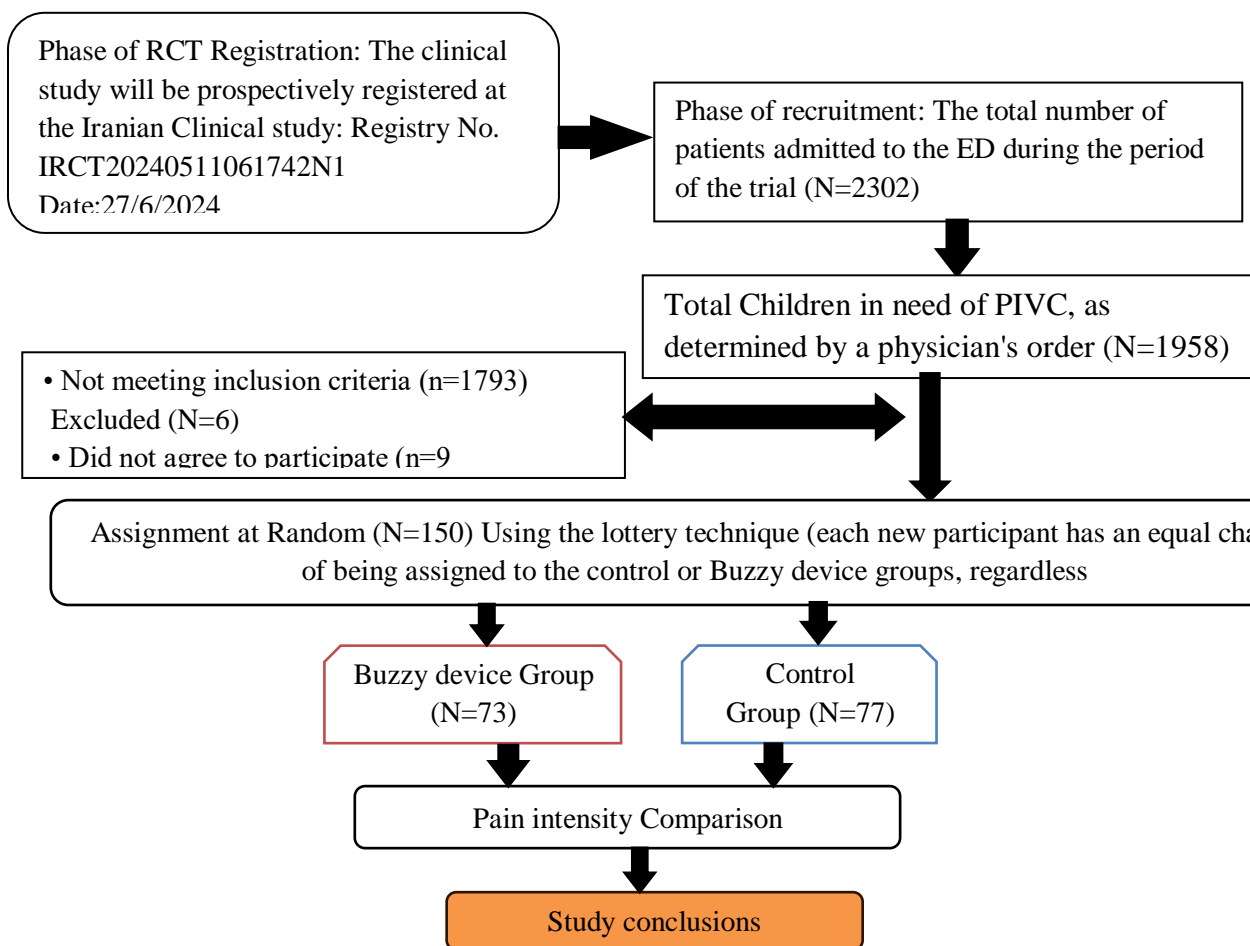 Phase of RCT Registration: The clinical
study will be prospectively registered at
the Iranian Clinical study: Registry No.
IRCT20240511061742N1
Date:27/6/2024
Phase of recruitment: The total number of
patients admitted to the ED during the period
of the trial (N=2302)
Total Children in need of PIVC, as
determined by a physician's order (N=1958)
• Not meeting inclusion criteria (n=1793)
Excluded (N=6)
• Did not agree to participate (n=9
Assignment at Random (N=150) Using the lottery technique (each new participant has an equal cha
of being assigned to the control or Buzzy device groups, regardless
Buzzy device Group
(N=73)
Control
Group (N=77)
Pain intensity Comparison
Study conclusions